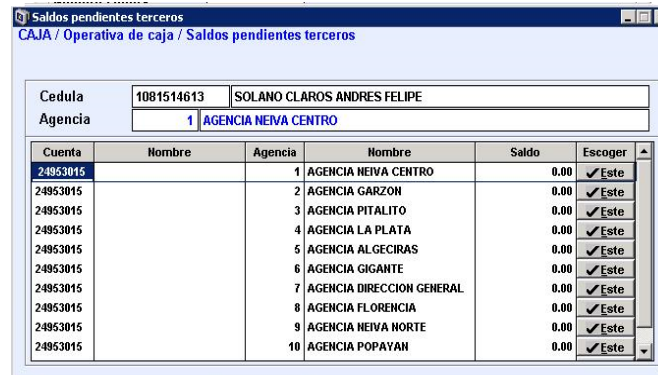 Saldos pendientes terceros
CAJA / Operativa de caja / Saldos pendientes terceros
Cedula 1081514613 SOLANO CLAROS ANDRES FELIPE
Agencia 1 AGENCIA NEIVA CENTRO
Cuenta Nombre Agencia Nombre Saldo Escoger
24953015 1 AGENCIA NEIVA CENTRO 0.00 Este
24953015 2 AGENCIA GARZON 0.00 Este
24953015 3 AGENCIA PITALITO 0.00 Este
24953015 4 AGENCIA LA PLATA 0.00 Este
24953015 5 AGENCIA ALGECIRAS 0.00 Este
24953015 6 AGENCIA GIGANTE 0.00 Este
24953015 7 AGENCIA DIRECCION GENERAL 0.00 Este
24953015 8 AGENCIA FLORENCIA 0.00 Este
24953015 9 AGENCIA NEIVA NORTE 0.00 Este
24953015 10 AGENCIA POPAYAN 0.00 Este